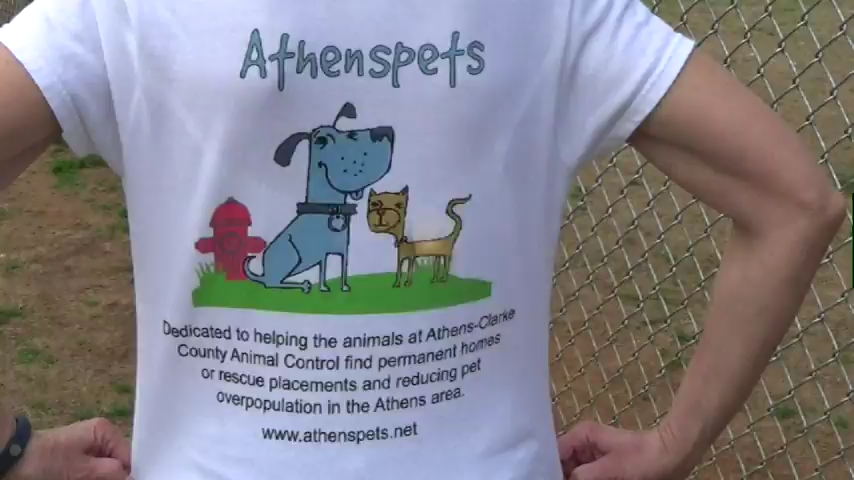 Athenspets
Dedicated to helping the animals at Athens-Clarke
County Animal Control find permanent homes
or rescue placements and reducing pet
overpopulation in the Athens area.
www.athenspets.net